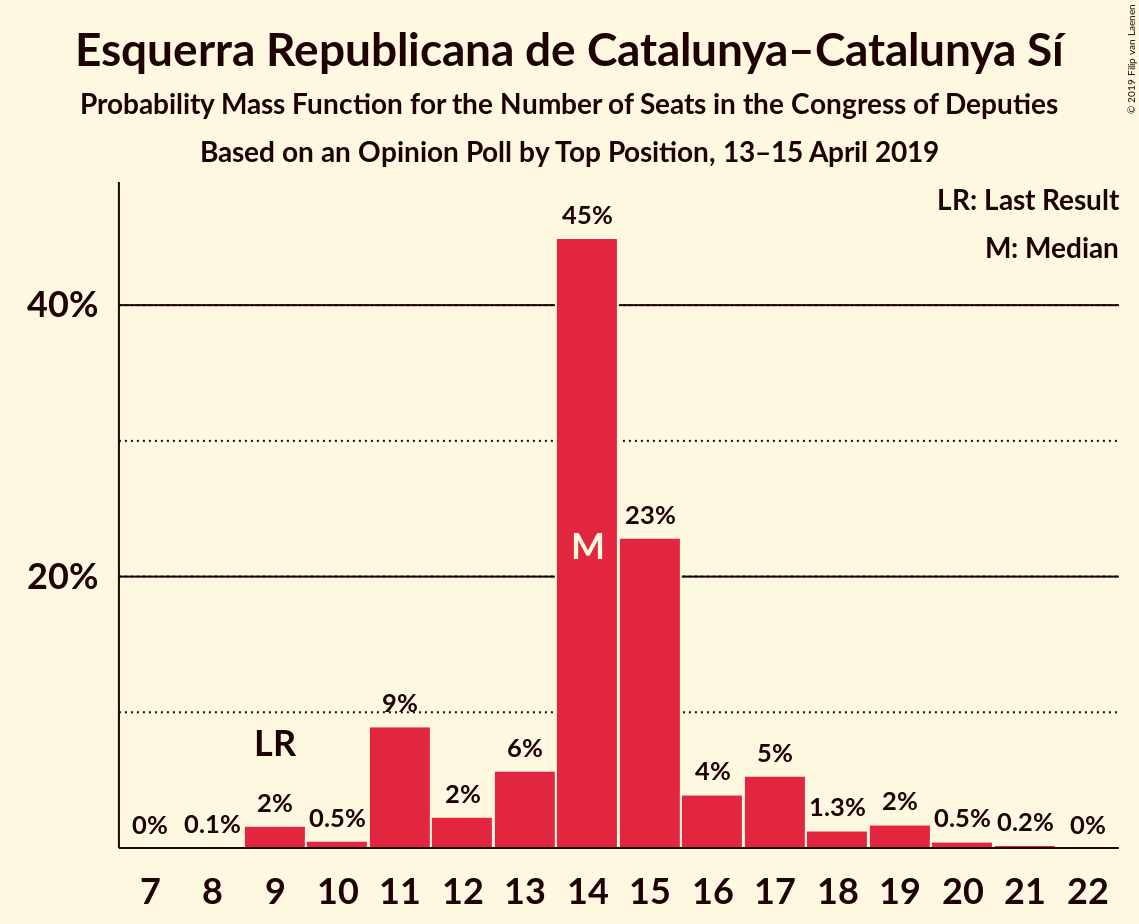 Esquerra Republicana de Catalunya–Catalunya Sí
Probability Mass Function for the Number of Seats in the Congress of Deputies
Based on an Opinion Poll by Top Position, 13–15 April 2019
© 2019 Filip van Laenen
LR: Last Result
M: Median
45%
40%
23%
M
20%
9%
LR
6%
5%
4%
2%
2%
2%
1.3%
0%
0.1%
0.5%
0.5%
0.2%
0%
7 8 9 10 11 12 13 14 15 16 17 18 19 20 21 22